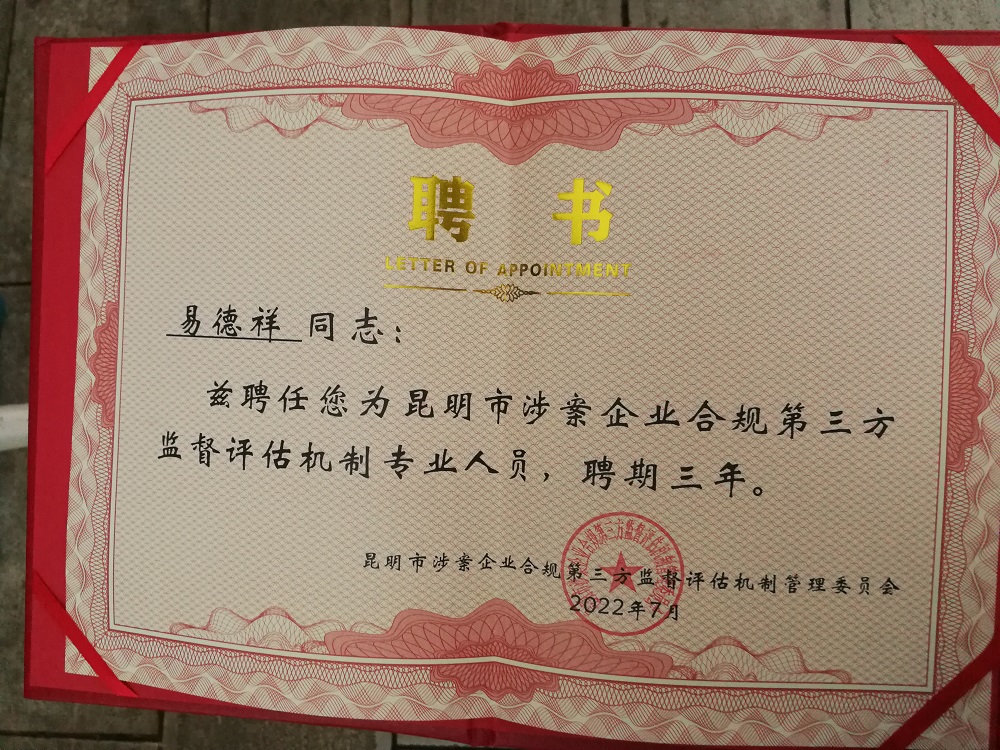 聘书
LETTER OF APPOINTMENT
易德祥 同志：
兹聘任您为昆明市涉案企业合规第三方
监督评估机制专业人员，聘期三年。
昆明市涉案企业合规第三方监督评估机制管理委员会
2022年7月